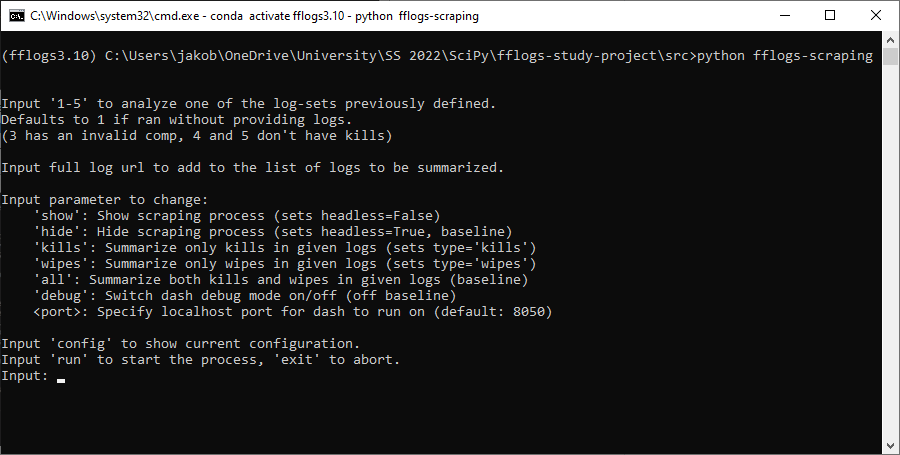 C:\Windows\system32\cmd.exe - conda  activate fflogs3.10 - python  fflogs-scraping
(fflogs3.10) C:\Users\jakob\OneDrive\University\SS 2022\SciPy\fflogs-study-project\src>python fflogs-scraping
Input '1-5' to analyze one of the log-sets previously defined.
Defaults to 1 if ran without providing logs.
(3 has an invalid comp, 4 and 5 don't have kills)
Input full log url to add to the list of logs to be summarized.
Input parameter to change:
    'show': Show scraping process (sets headless=False)
    'hide': Hide scraping process (sets headless=True, baseline)
    'kills': Summarize only kills in given logs (sets type='kills')
    'wipes': Summarize only wipes in given logs (sets type='wipes')
    'all': Summarize both kills and wipes in given logs (baseline)
    'debug': Switch dash debug mode on/off (off baseline)
    <port>: Specify localhost port for dash to run on (default: 8050)
Input 'config' to show current configuration.
Input 'run' to start the process, 'exit' to abort.
Input: